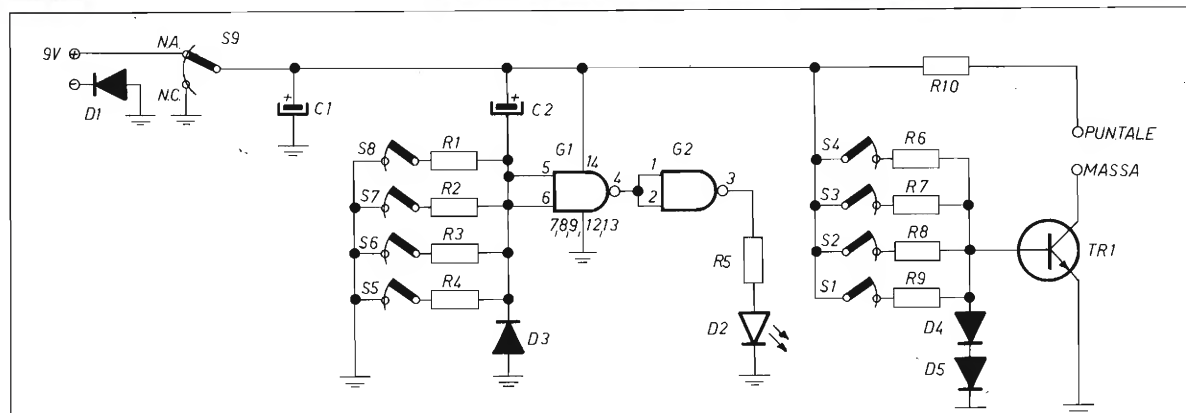 9V + N.A. S9
- N.C.
D1
C1
C2
R10
PUNTALE
MASSA
S8 R1
S7 R2
S6 R3
S5 R4
G1 14
5
6
4
7,8,9, 12,13
G2
1
2
3
R5
D2
D3
S4 R6
S3 R7
S2 R8
S1 R9
D4
D5
TR1
+
+